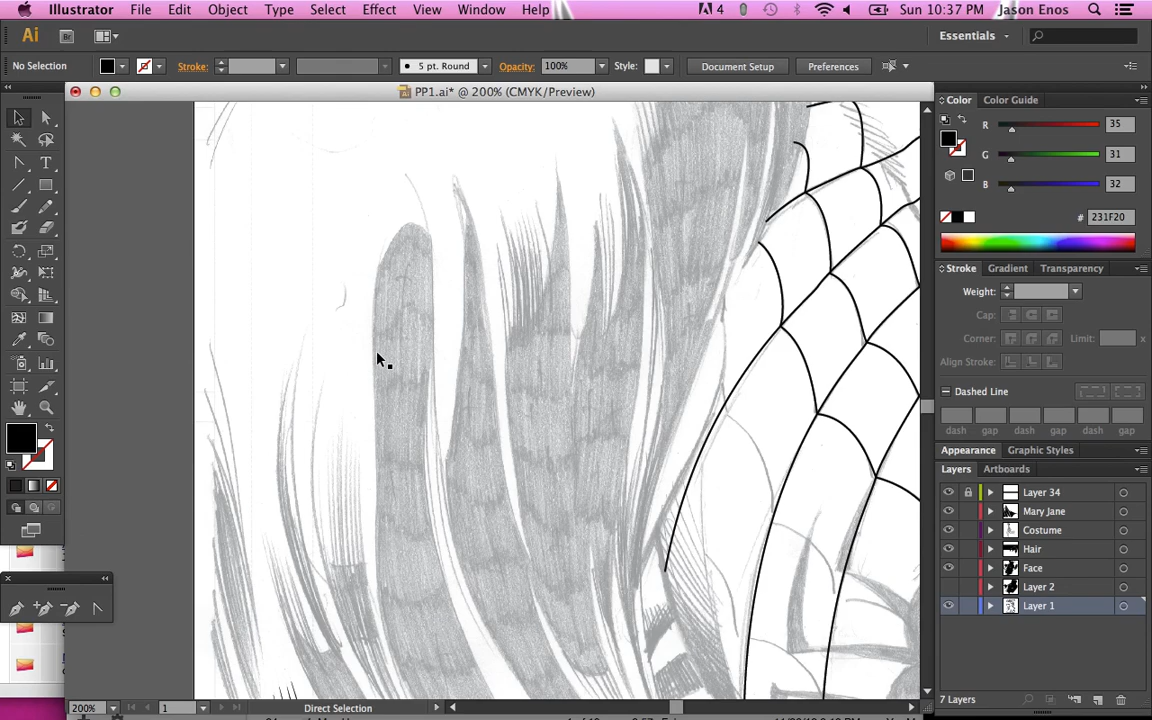 Illustrator File Edit Object Type Select Effect View Window Help 4 Sun 10:37 PM Jason Enos
Ai Br Essentials
No Selection Stroke: 5 pt. Round Opacity: 100% Style: Document Setup Preferences
PP1.ai* @ 200% (CMYK/Preview)
Color Color Guide
R 35
G 31
B 32
# 231F20
Stroke Gradient Transparency
Weight:
Cap:
Corner: Limit: x
Align Stroke:
Dashed Line
dash gap dash gap dash gap
Appearance Graphic Styles
Layers Artboards
Layer 34
Mary Jane
Costume
Hair
Face
Layer 2
Layer 1
7 Layers
200% 1 Direct Selection